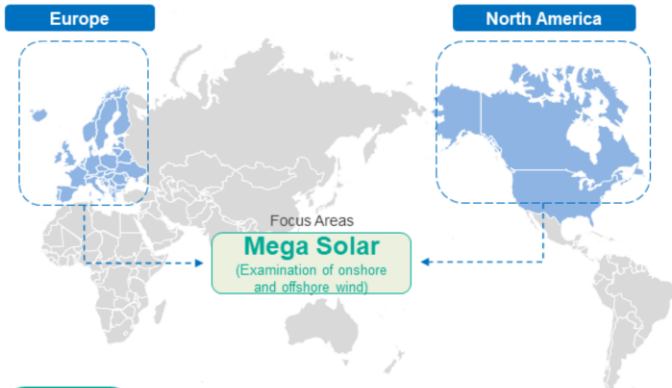 Europe
North America
Focus Areas
Mega Solar
(Examination of onshore
and offshore wind)